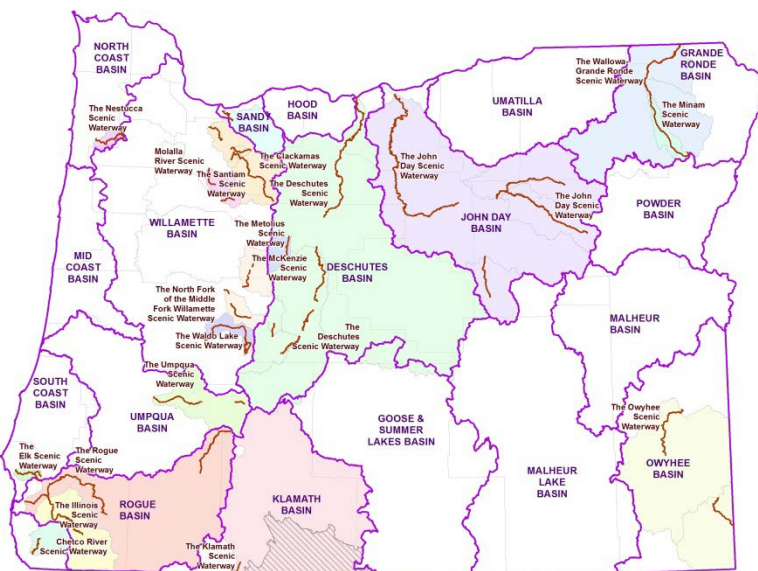 NORTH
COAST
BASIN
The Nestucca
Scenic
Waterway
Molalla
River Scenic
Waterway
The Santiam
Scenic
Waterway
SANDY
BASIN
HOOD
BASIN
The Clackamas
Scenic Waterway
The Deschutes
Scenic
Waterway
The John
Day Scenic
Waterway
UMATILLA
BASIN
The Wallowa-
Grande Ronde
Scenic Waterway
GRANDE
RONDE
BASIN
The Minam
Scenic
Waterway
The John
Day Scenic
Waterway
JOHN DAY
BASIN
POWDER
BASIN
WILLAMETTE
BASIN
The Metolius
Scenic
Waterway
The McKenzie
Scenic
Waterway
MID
COAST
BASIN
DESCHUTES
BASIN
The North Fork
of the Middle
Fork Willamette
Scenic Waterway
The Waldo Lake
Scenic Waterway
The
Deschutes
Scenic Waterway
MALHEUR
BASIN
The Umpqua
Scenic
Waterway
SOUTH
COAST
BASIN
UMPQUA
BASIN
GOOSE &
SUMMER
LAKES BASIN
The Owyhee
Scenic
Waterway
The
Elk Scenic
Waterway
The Rogue
Scenic
Waterway
OWYHEE
BASIN
MALHEUR
LAKE
BASIN
ROGUE
BASIN
KLAMATH
BASIN
The Illinois
Scenic
Waterway
Chetco River
Scenic Waterway
The Klamath
Scenic
Waterway